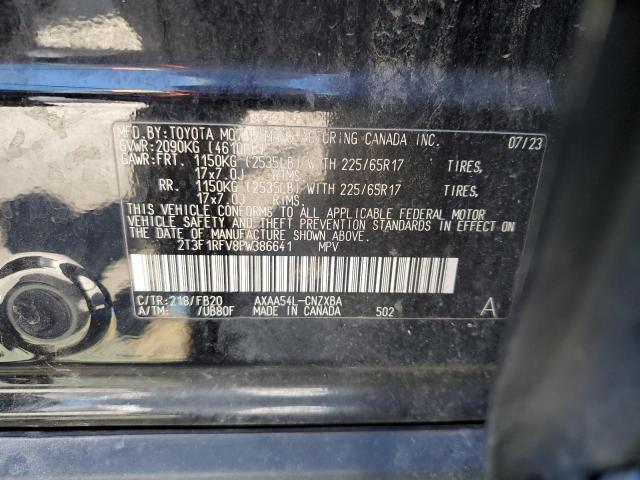 MFD.BY:TOYOTA MOTOR MANUFACTURING CANADA INC. 07/23
GVWR:2090KG (4610LB)
GAWR:FRT. 1150KG (2535LB) WITH 225/65R17 TIRES,
17x7.0J RIMS.
RR. 1150KG (2535LB) WITH 225/65R17 TIRES,
17x7.0J RIMS.
THIS VEHICLE CONFORMS TO ALL APPLICABLE FEDERAL MOTOR
VEHICLE SAFETY AND THEFT PREVENTION STANDARDS IN EFFECT ON
THE DATE OF MANUFACTURE SHOWN ABOVE.
2T3F1RFV8PW386641 MPV
C/TR:218/FB20 AXAA54L-CNZXBA
A/TM: /UB80F MADE IN CANADA 502 A